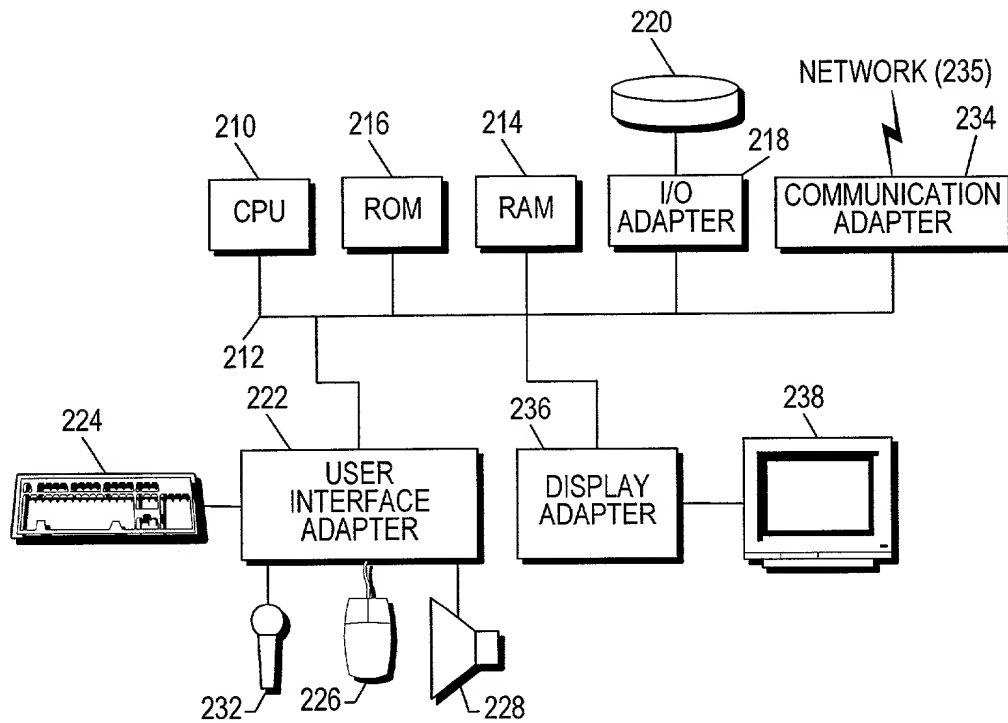 220
NETWORK (235)
210
216
214
218
234
CPU
ROM
RAM
I/O
ADAPTER
COMMUNICATION
ADAPTER
212
222
236
238
224
USER
INTERFACE
ADAPTER
DISPLAY
ADAPTER
232
226
228